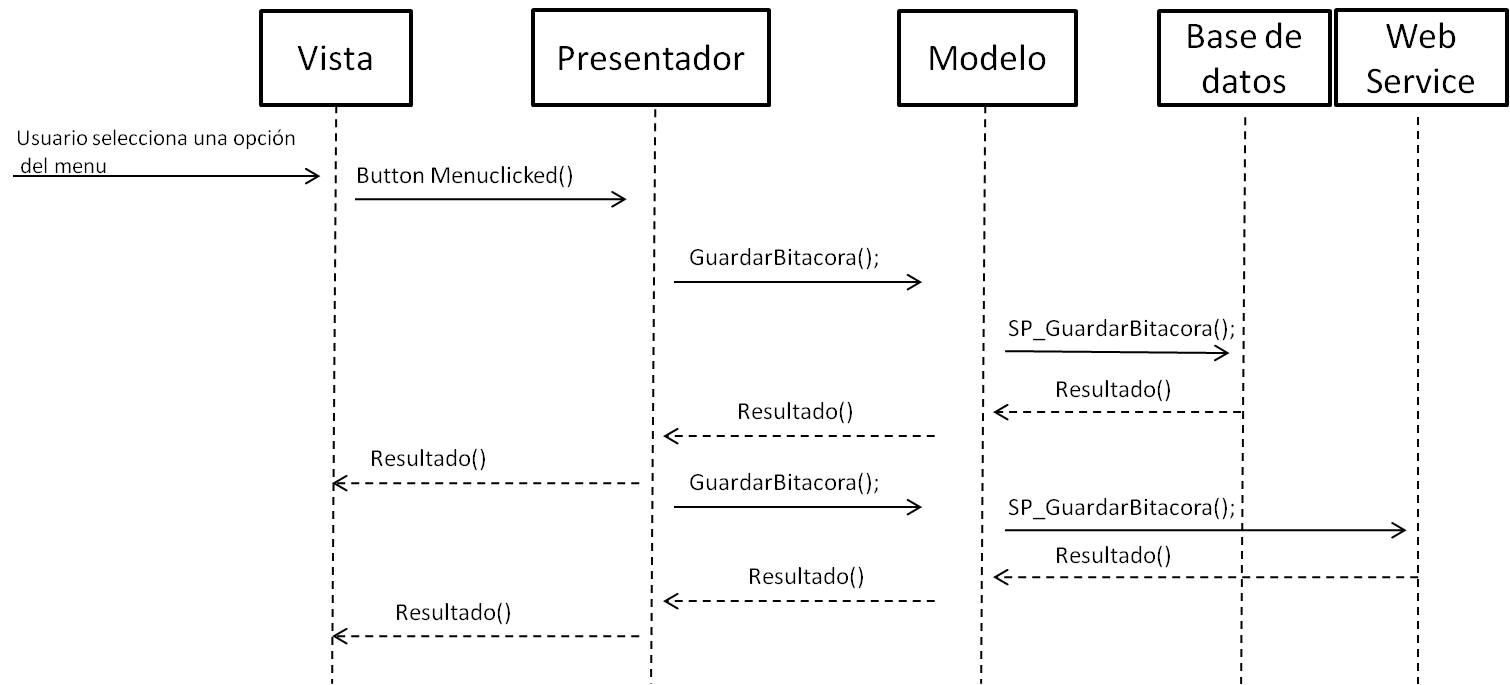 Vista
Presentador
Modelo
Base de
datos
Web
Service
Usuario selecciona una opción
del menu
Button Menuclicked()
GuardarBitacora();
SP_GuardarBitacora();
Resultado()
Resultado()
Resultado()
GuardarBitacora();
SP_GuardarBitacora();
Resultado()
Resultado()
Resultado()